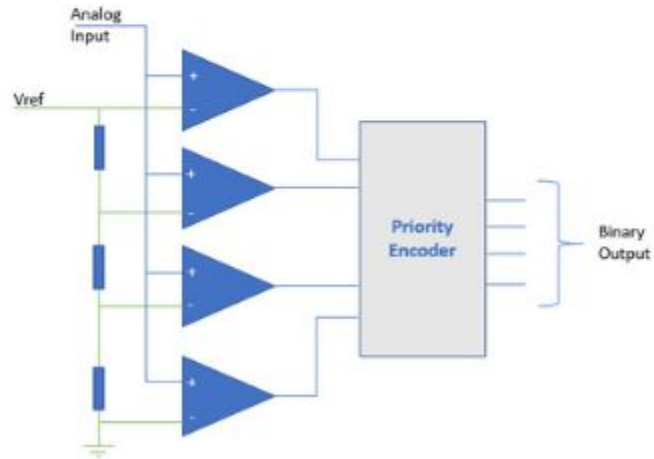 Analog
Input
Vref
+
-
+
-
+
-
+
-
Priority
Encoder
Binary
Output